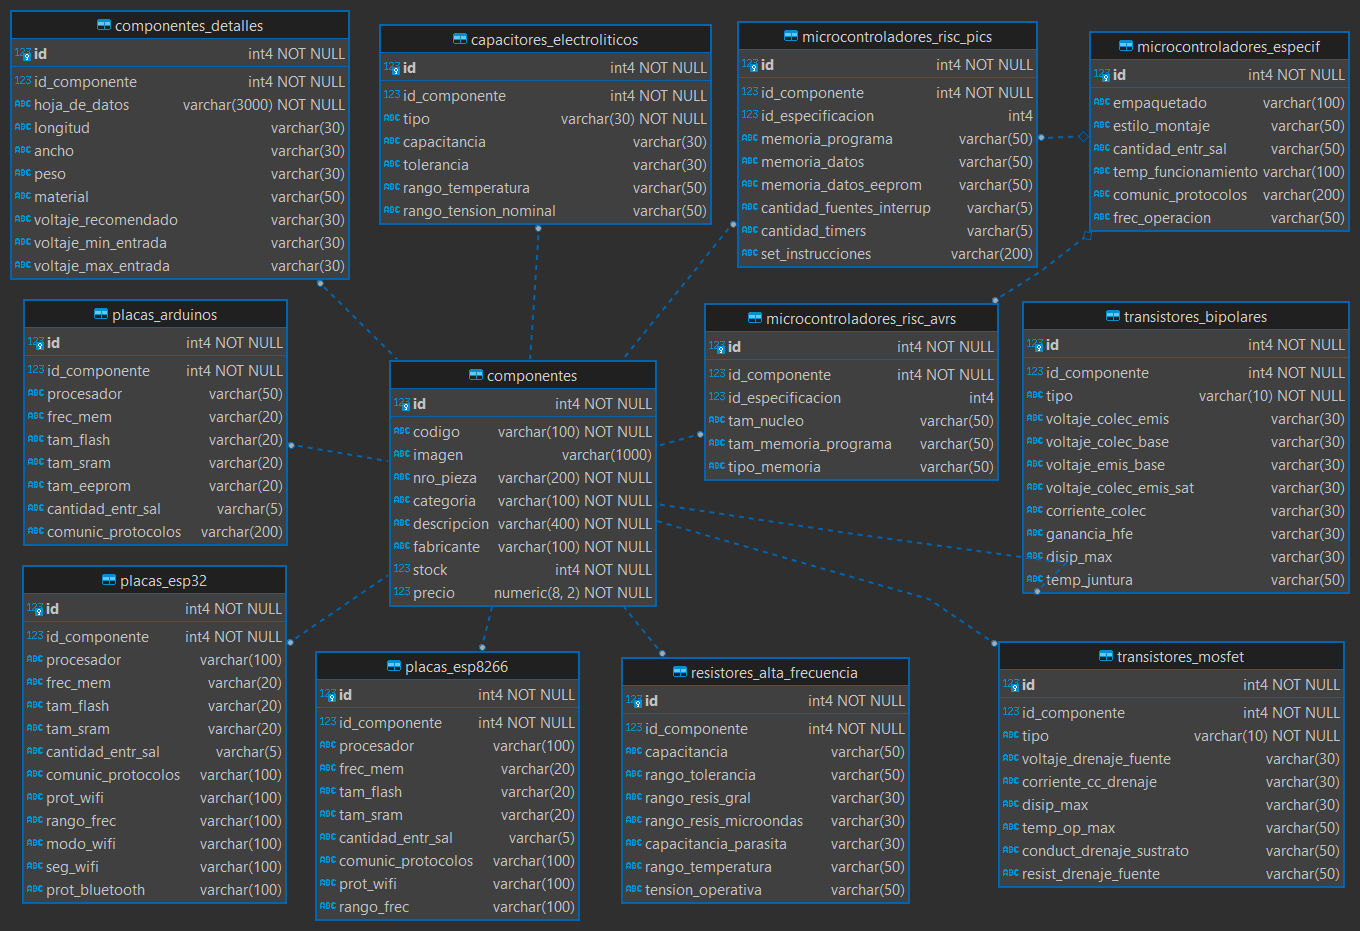 componentes_detalles
id int4 NOT NULL
id_componente int4 NOT NULL
hoja_de_datos varchar(3000) NOT NULL
longitud varchar(30)
ancho varchar(30)
peso varchar(30)
material varchar(50)
voltaje_recomendado varchar(30)
voltaje_min_entrada varchar(30)
voltaje_max_entrada varchar(30)
capacitores_electroliticos
id int4 NOT NULL
id_componente int4 NOT NULL
tipo varchar(30) NOT NULL
capacitancia varchar(30)
tolerancia varchar(30)
rango_temperatura varchar(50)
rango_tension_nominal varchar(50)
microcontroladores_risc_pics
id int4 NOT NULL
id_componente int4 NOT NULL
id_especificacion int4
memoria_programa varchar(50)
memoria_datos varchar(50)
memoria_datos_eeprom varchar(50)
cantidad_fuentes_interrup varchar(5)
cantidad_timers varchar(5)
set_instrucciones varchar(200)
microcontroladores_especif
id int4 NOT NULL
empaquetado varchar(100)
estilo_montaje varchar(50)
cantidad_entr_sal varchar(50)
temp_funcionamiento varchar(100)
comunic_protocolos varchar(200)
frec_operacion varchar(50)
placas_arduinos
id int4 NOT NULL
id_componente int4 NOT NULL
procesador varchar(50)
frec_mem varchar(20)
tam_flash varchar(20)
tam_sram varchar(20)
tam_eeprom varchar(20)
cantidad_entr_sal varchar(5)
comunic_protocolos varchar(200)
componentes
id int4 NOT NULL
codigo varchar(100) NOT NULL
imagen varchar(1000)
nro_pieza varchar(200) NOT NULL
categoria varchar(100) NOT NULL
descripcion varchar(400) NOT NULL
fabricante varchar(100) NOT NULL
stock int4 NOT NULL
precio numeric(8, 2) NOT NULL
microcontroladores_risc_avrs
id int4 NOT NULL
id_componente int4 NOT NULL
id_especificacion int4
tam_nucleo varchar(50)
tam_memoria_programa varchar(50)
tipo_memoria varchar(50)
transistores_bipolares
id int4 NOT NULL
id_componente int4 NOT NULL
tipo varchar(10) NOT NULL
voltaje_colec_emis varchar(30)
voltaje_colec_base varchar(30)
voltaje_emis_base varchar(30)
voltaje_colec_emis_sat varchar(30)
corriente_colec varchar(30)
ganancia_hfe varchar(30)
disip_max varchar(30)
temp_juntura varchar(50)
placas_esp32
id int4 NOT NULL
id_componente int4 NOT NULL
procesador varchar(100)
frec_mem varchar(20)
tam_flash varchar(20)
tam_sram varchar(20)
cantidad_entr_sal varchar(5)
comunic_protocolos varchar(100)
prot_wifi varchar(100)
rango_frec varchar(100)
modo_wifi varchar(100)
seg_wifi varchar(100)
prot_bluetooth varchar(100)
placas_esp8266
id int4 NOT NULL
id_componente int4 NOT NULL
procesador varchar(100)
frec_mem varchar(20)
tam_flash varchar(20)
tam_sram varchar(20)
cantidad_entr_sal varchar(5)
comunic_protocolos varchar(100)
prot_wifi varchar(100)
rango_frec varchar(100)
resistores_alta_frecuencia
id int4 NOT NULL
id_componente int4 NOT NULL
capacitancia varchar(50)
rango_tolerancia varchar(50)
rango_resis_gral varchar(30)
rango_resis_microondas varchar(30)
capacitancia_parasita varchar(30)
rango_temperatura varchar(50)
tension_operativa varchar(50)
transistores_mosfet
id int4 NOT NULL
id_componente int4 NOT NULL
tipo varchar(10) NOT NULL
voltaje_drenaje_fuente varchar(30)
corriente_cc_drenaje varchar(30)
disip_max varchar(30)
temp_op_max varchar(50)
conduct_drenaje_sustrato varchar(50)
resist_drenaje_fuente varchar(50)